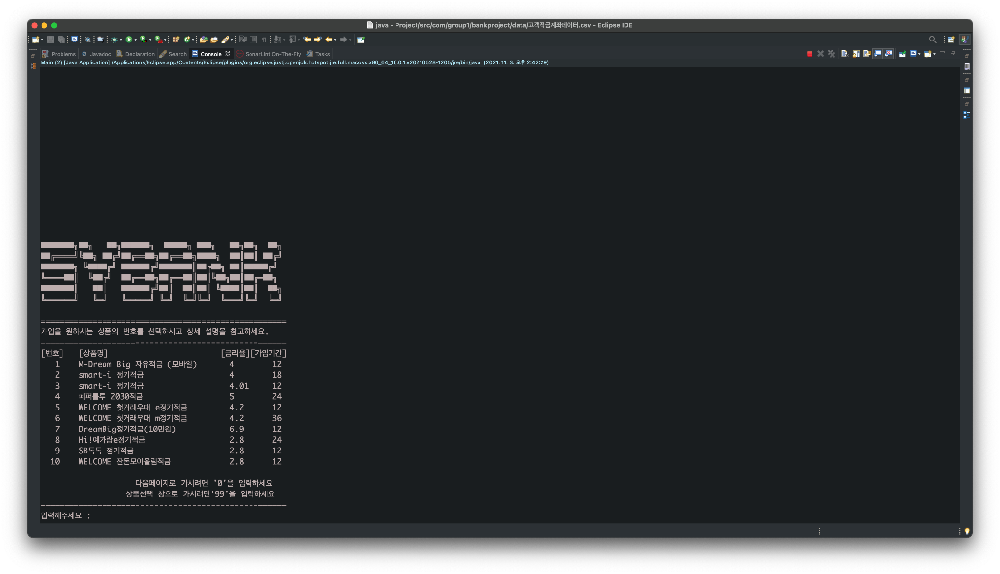 java - Project/src/com/group1/bankproject/data/고객적금계좌데이터.csv - Eclipse IDE
Problems Javadoc Declaration Search Console SonarLint On-The-Fly Tasks
Main (2) [Java Application] /Applications/Eclipse.app/Contents/Eclipse/plugins/org.eclipse.justj.openjdk.hotspot.jre.full.macosx.x86_64_16.0.1.v20210528-1205/jre/bin/java (2021. 11. 3. 오후 2:42:29)
SYBANK
==================================================
가입을 원하시는 상품의 번호를 선택하시고 상세 설명을 참고하세요.
[번호] [상품명] [금리율][가입기간]
1 M-Dream Big 자유적금 (모바일) 4 12
2 smart-i 정기적금 4 18
3 smart-i 정기적금 4.01 12
4 페퍼룰루 2030적금 5 24
5 WELCOME 첫거래우대 e정기적금 4.2 12
6 WELCOME 첫거래우대 m정기적금 4.2 36
7 DreamBig정기적금(10만원) 6.9 12
8 Hi!예가람e정기적금 2.8 24
9 SB톡톡-정기적금 2.8 12
10 WELCOME 잔돈모아올림적금 2.8 12
다음페이지로 가시려면 '0'을 입력하세요
상품선택 창으로 가시려면'99'을 입력하세요
입력해주세요 :